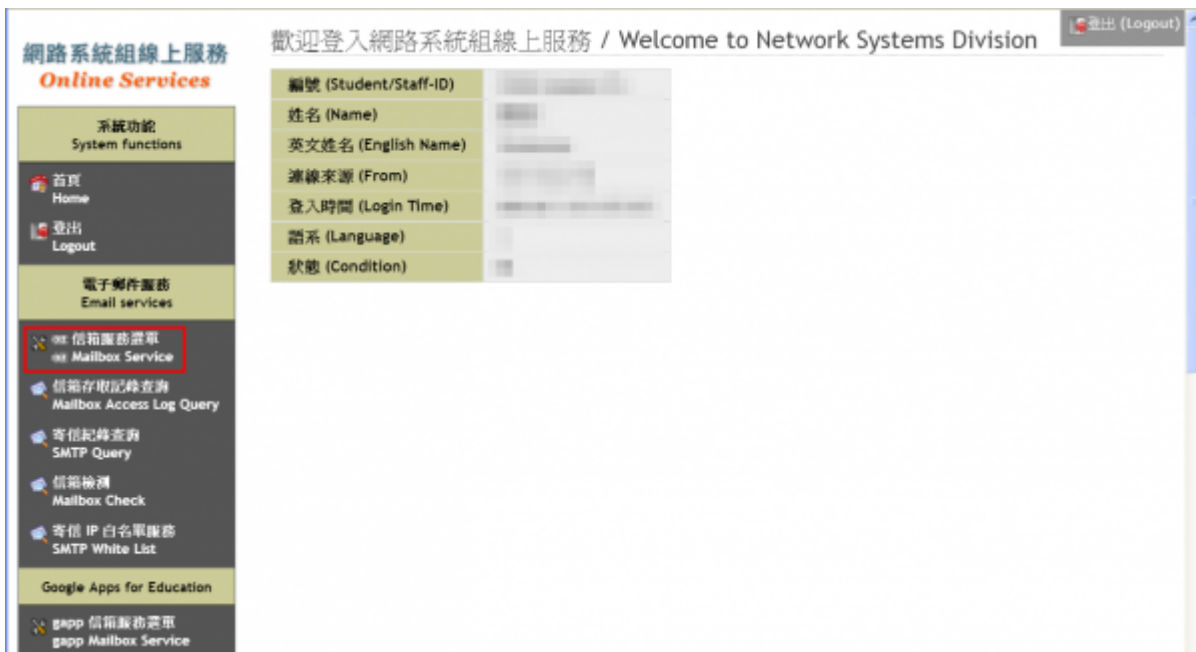 網路系統組線上服務
Online Services
系統功能
System functions
首頁
Home
登出
Logout
電子郵件服務
Email services
信箱服務選單
Mailbox Service
信箱存取記錄查詢
Mailbox Access Log Query
寄信紀錄查詢
SMTP Query
信箱檢測
Mailbox Check
寄信 IP 白名單服務
SMTP White List
Google Apps for Education
gapp 信箱服務選單
gapp Mailbox Service
登出 (Logout)
歡迎登入網路系統組線上服務 / Welcome to Network Systems Division
編號 (Student/Staff-ID)
姓名 (Name)
英文姓名 (English Name)
連線來源 (From)
登入時間 (Login Time)
語系 (Language)
狀態 (Condition)